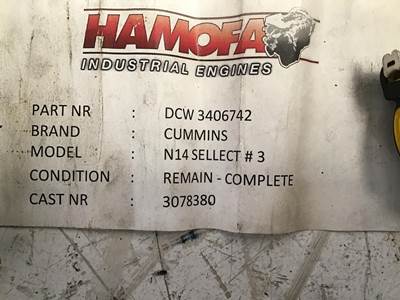 HAMOFA
INDUSTRIAL ENGINES
PART NR : DCW 3406742
BRAND : CUMMINS
MODEL : N14 SELLECT # 3
CONDITION : REMAIN - COMPLETE
CAST NR : 3078380